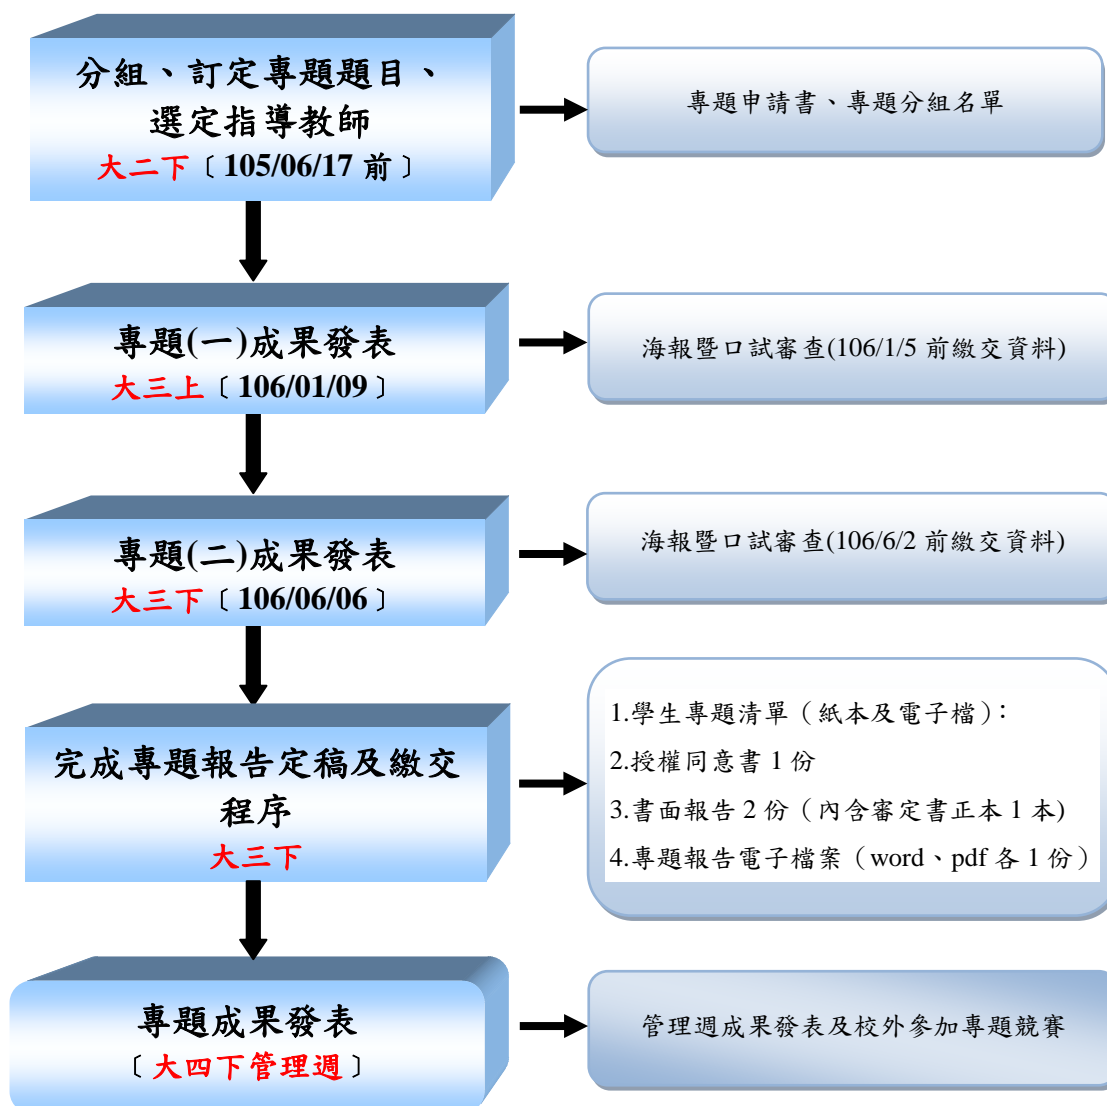 分組、訂定專題題目、
選定指導教師
大二下〔105/06/17 前〕
專題申請書、專題分組名單
專題(一)成果發表
大三上〔106/01/09〕
海報暨口試審查(106/1/5 前繳交資料)
專題(二)成果發表
大三下〔106/06/06〕
海報暨口試審查(106/6/2 前繳交資料)
完成專題報告定稿及繳交
程序
大三下
1.學生專題清單（紙本及電子檔）：
2.授權同意書 1 份
3.書面報告 2 份（內含審定書正本 1 本)
4.專題報告電子檔案（word、pdf 各 1 份）
專題成果發表
〔大四下管理週〕
管理週成果發表及校外參加專題競賽